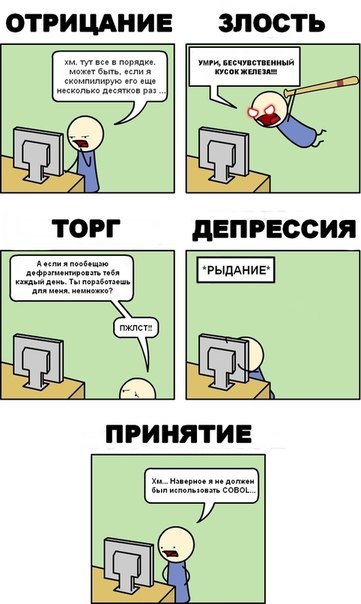 ОТРИЦАНИЕ
ЗЛОСТЬ
хм, тут все в порядке,
может быть, если я
скомпилирую его еще
несколько десятков раз ...
УМРИ, БЕСЧУВСТВЕННЫЙ
КУСОК ЖЕЛЕЗА!!!
ТОРГ
ДЕПРЕССИЯ
А если я пообещаю
дефрагментировать тебя
каждый день. Ты поработаешь
для меня, немножко?
ПЖЛСТ!!
*РЫДАНИЕ*
ПРИНЯТИЕ
Хм... Наверное я не должен
был использовать COBOL...